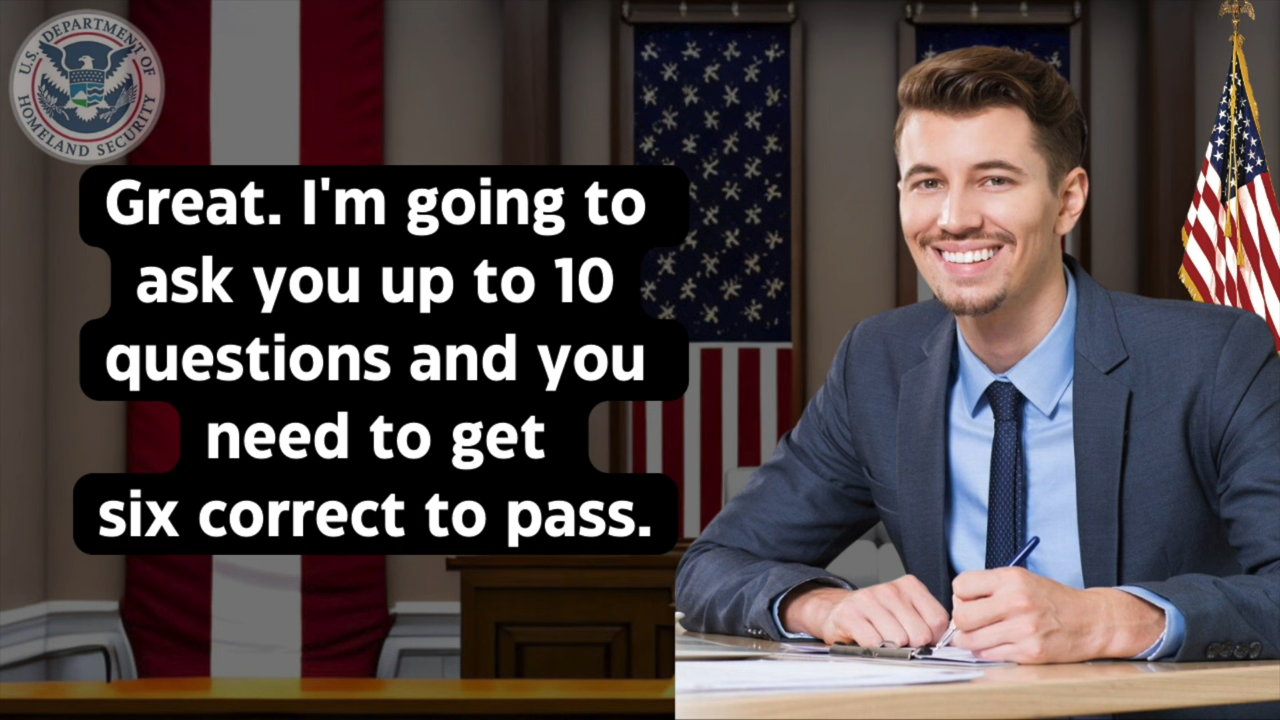 U.S. DEPARTMENT OF
HOMELAND SECURITY
Great. I'm going to
ask you up to 10
questions and you
need to get
six correct to pass.